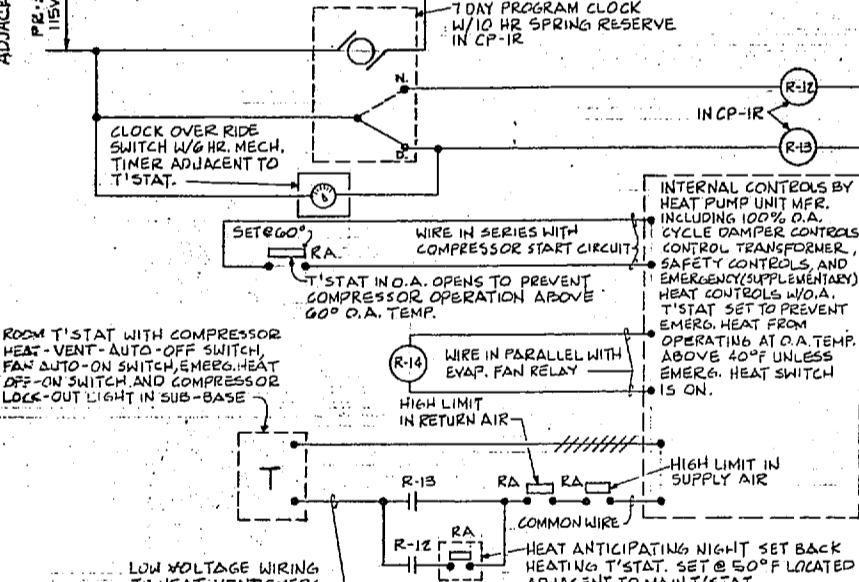 ADJACE
PR-
115V
7 DAY PROGRAM CLOCK
W/10 HR SPRING RESERVE
IN CP-1R
N.
R-12
IN CP-1R
R-13
D.
CLOCK OVER RIDE
SWITCH W/6 HR. MECH.
TIMER ADJACENT TO
T'STAT.
SET@60°
RA
WIRE IN SERIES WITH
COMPRESSOR START CIRCUIT
T'STAT IN O.A. OPENS TO PREVENT
COMPRESSOR OPERATION ABOVE
60° O.A. TEMP.
INTERNAL CONTROLS BY
HEAT PUMP UNIT MFR.
INCLUDING 100% O.A.
CYCLE DAMPER CONTROLS
CONTROL TRANSFORMER,
SAFETY CONTROLS, AND
EMERGENCY(SUPPLEMENTARY)
HEAT CONTROLS W/O.A.
T'STAT SET TO PREVENT
EMERG. HEAT FROM
OPERATING AT O.A. TEMP.
ABOVE 40°F UNLESS
EMERG. HEAT SWITCH
IS ON.
ROOM T'STAT WITH COMPRESSOR
HEAT-VENT-AUTO-OFF SWITCH,
FAN AUTO-ON SWITCH, EMERG. HEAT
OFF-ON SWITCH, AND COMPRESSOR
LOCK-OUT LIGHT IN SUB-BASE
R-14
WIRE IN PARALLEL WITH
EVAP. FAN RELAY
HIGH LIMIT
IN RETURN AIR
T
R-13
RA
RA
HIGH LIMIT IN
SUPPLY AIR
COMMON WIRE
R-12
RA
HEAT ANTICIPATING NIGHT SET BACK
HEATING T'STAT. SET @ 50°F LOCATED
ADJACENT TO MAIN T'STAT
LOW VOLTAGE WIRING